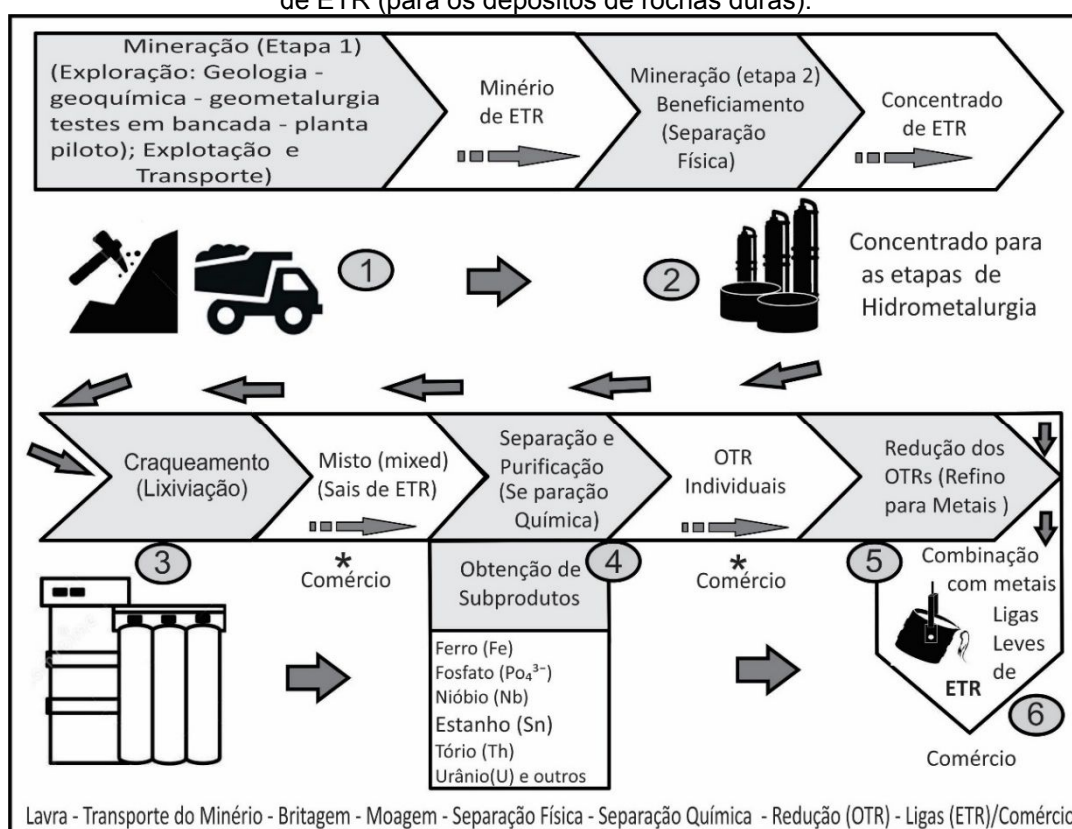 de ETR (para os depósitos de rochas duras).
Mineração (Etapa 1)
(Exploração: Geologia -
geoquímica - geometalurgia
testes em bancada - planta
piloto); Explotação e
Transporte)
Minério
de ETR
Mineração (etapa 2)
Beneficiamento
(Separação
Física)
Concentrado
de ETR
1
2
Concentrado para
as etapas de
Hidrometalurgia
Craqueamento
(Lixiviação)
Misto (mixed)
(Sais de ETR)
Separação e
Purificação
(Se paração
Química)
OTR
Individuais
Redução dos
OTRs (Refino
para Metais )
3
*
Comércio
4
*
Comércio
5
Obtenção de
Subprodutos
Ferro (Fe)
Fosfato (Po₄³⁻)
Nióbio (Nb)
Estanho (Sn)
Tório (Th)
Urânio(U) e outros
Combinação
com metais
Ligas
Leves
de
ETR
6
Comércio
Lavra - Transporte do Minério - Britagem - Moagem - Separação Física - Separação Química - Redução (OTR) - Ligas (ETR)/Comércio